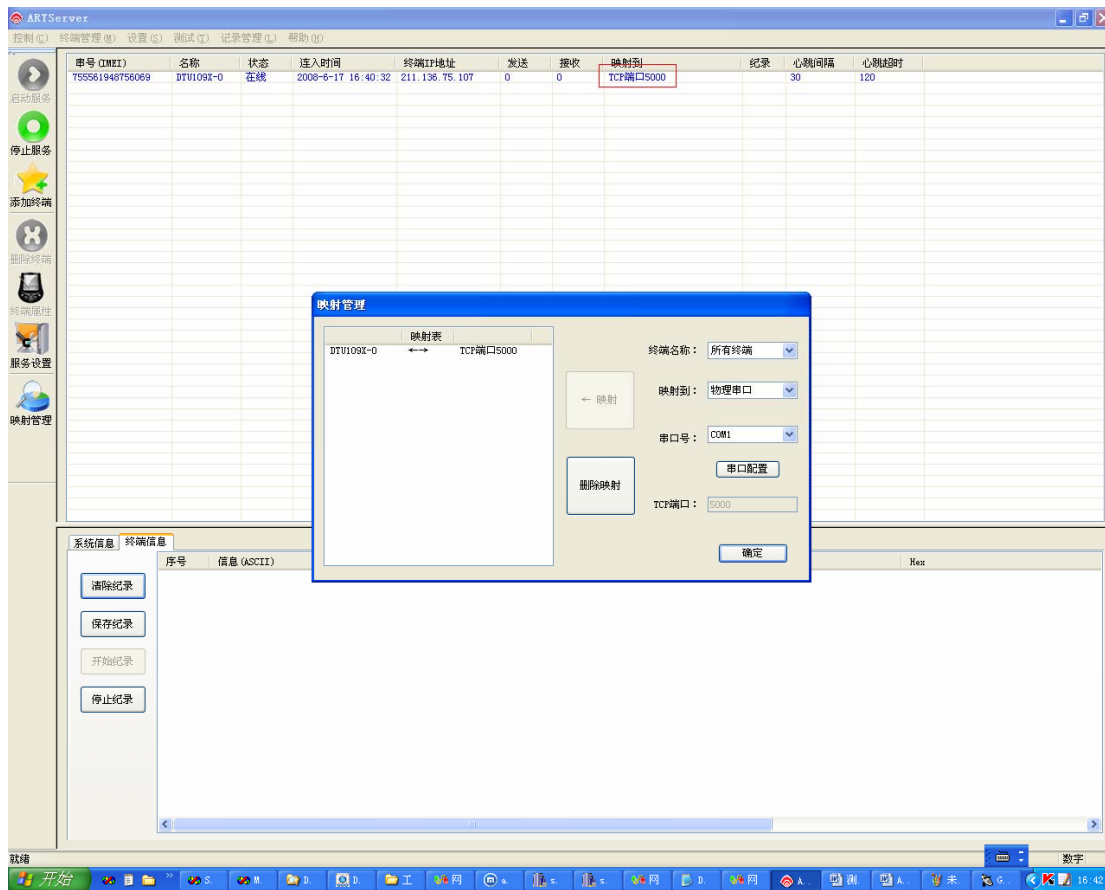 ARTServer
控制(C) 终端管理(M) 设置(S) 测试(T) 记录管理(L) 帮助(H)
串号(IMEI) 名称 状态 连入时间 终端IP地址 发送 接收 映射到 纪录 心跳间隔 心跳超时
755561948756069 DTU109X-0 在线 2008-6-17 16:40:32 211.136.75.107 0 0 TCP端口5000 30 120
启动服务
停止服务
添加终端
删除终端
终端属性
服务设置
映射管理
映射管理
映射表
DTU109X-0 <--> TCP端口5000
终端名称: 所有终端
← 映射
映射到: 物理串口
串口号: COM1
串口配置
删除映射
TCP端口: 5000
确定
系统信息 终端信息
序号 信息(ASCII) Hex
清除纪录
保存纪录
开始纪录
停止纪录
就绪
数字
开始 S. M. D. D. 工 网 a. s. s. 网 D. 网 A.. 测. A.. 未. G.. 16:42